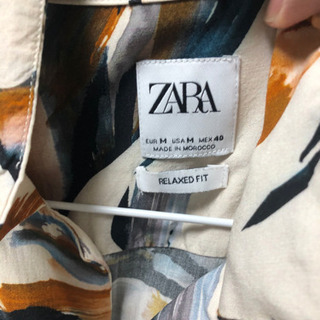 ZARA
EUR M USA M MEX 40
MADE IN MOROCCO
RELAXED FIT